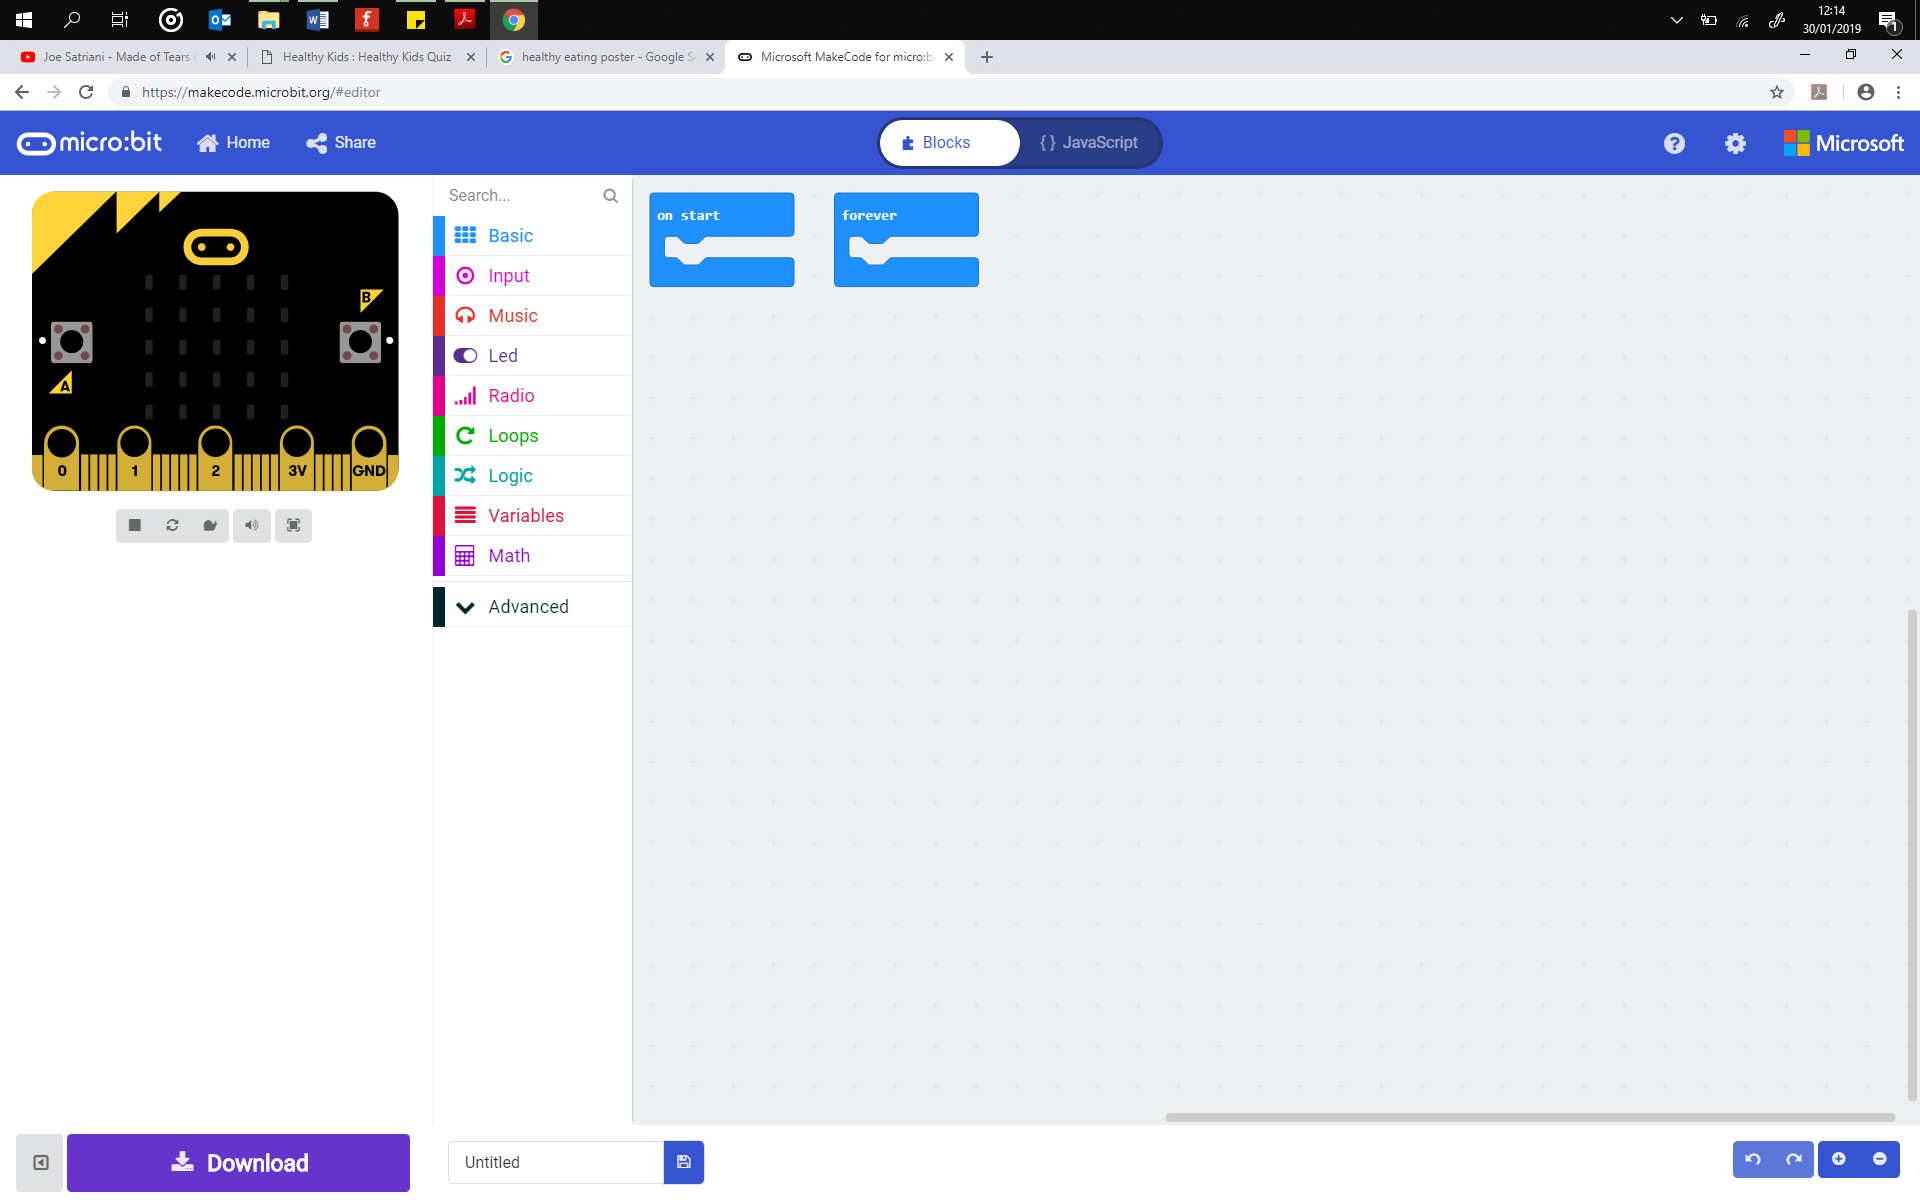 12:14
30/01/2019
1
Joe Satriani - Made of Tears
Healthy Kids : Healthy Kids Quiz
healthy eating poster - Google S
Microsoft MakeCode for micro:b
https://makecode.microbit.org/#editor
micro:bit
Home
Share
Blocks
{ } JavaScript
?
Microsoft
Search...
on start
forever
Basic
Input
Music
Led
Radio
Loops
Logic
Variables
Math
Advanced
B
A
0 1 2 3V GND
Download
Untitled